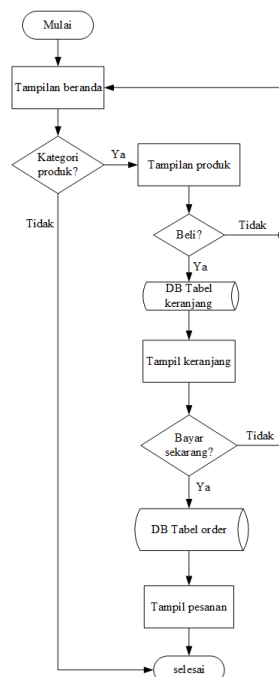 Mulai
Tampilan beranda
Kategori
produk?
Ya
Tampilan produk
Tidak
Beli?
Tidak
Ya
DB Tabel
keranjang
Tampil keranjang
Bayar
sekarang?
Tidak
Ya
DB Tabel order
Tampil pesanan
selesai